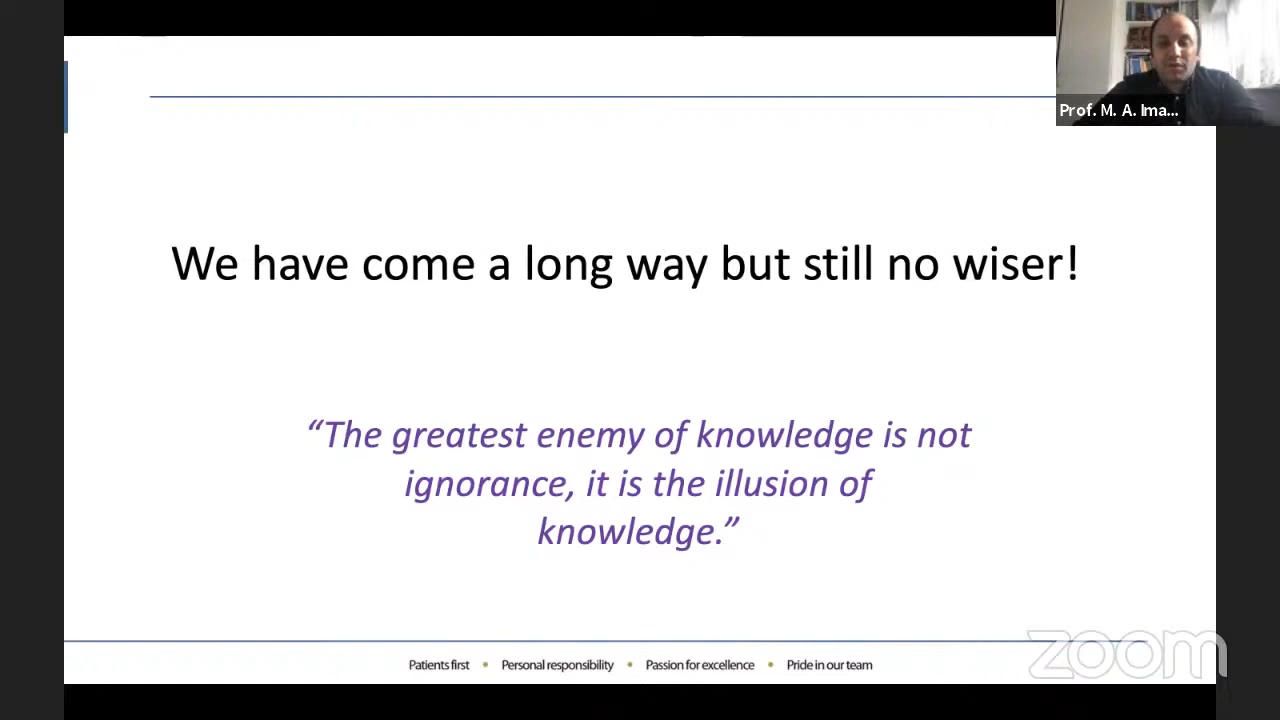 Prof. M. A. Ima...
We have come a long way but still no wiser!
“The greatest enemy of knowledge is not
ignorance, it is the illusion of
knowledge.”
Patients first • Personal responsibility • Passion for excellence • Pride in our team
zoom